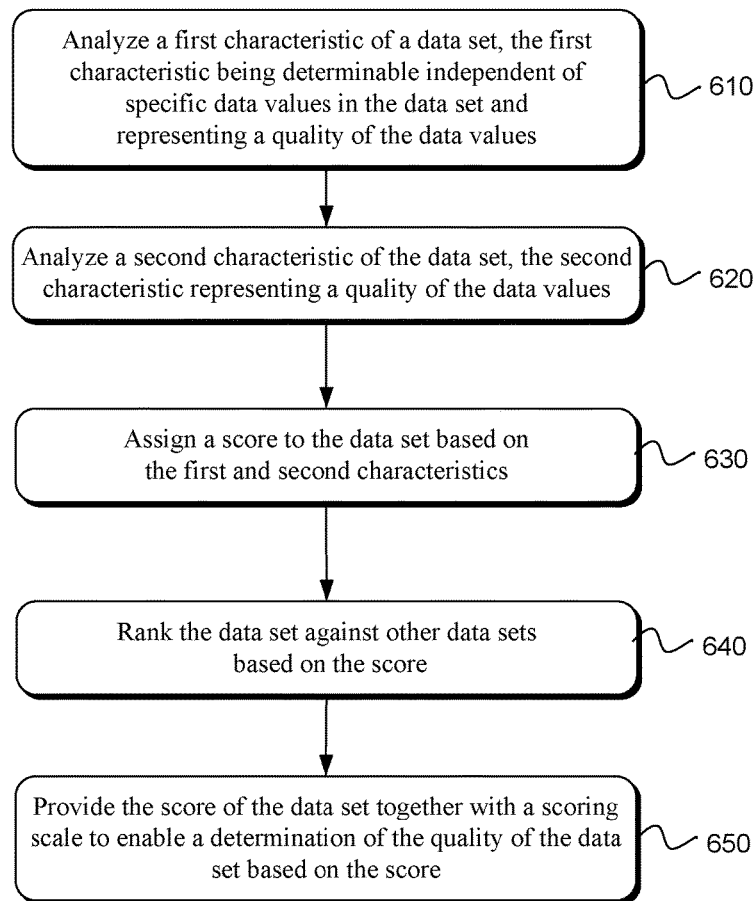 Analyze a first characteristic of a data set, the first
characteristic being determinable independent of
specific data values in the data set and
representing a quality of the data values
610
Analyze a second characteristic of the data set, the second
characteristic representing a quality of the data values
620
Assign a score to the data set based on
the first and second characteristics
630
Rank the data set against other data sets
based on the score
640
Provide the score of the data set together with a scoring
scale to enable a determination of the quality of the data
set based on the score
650